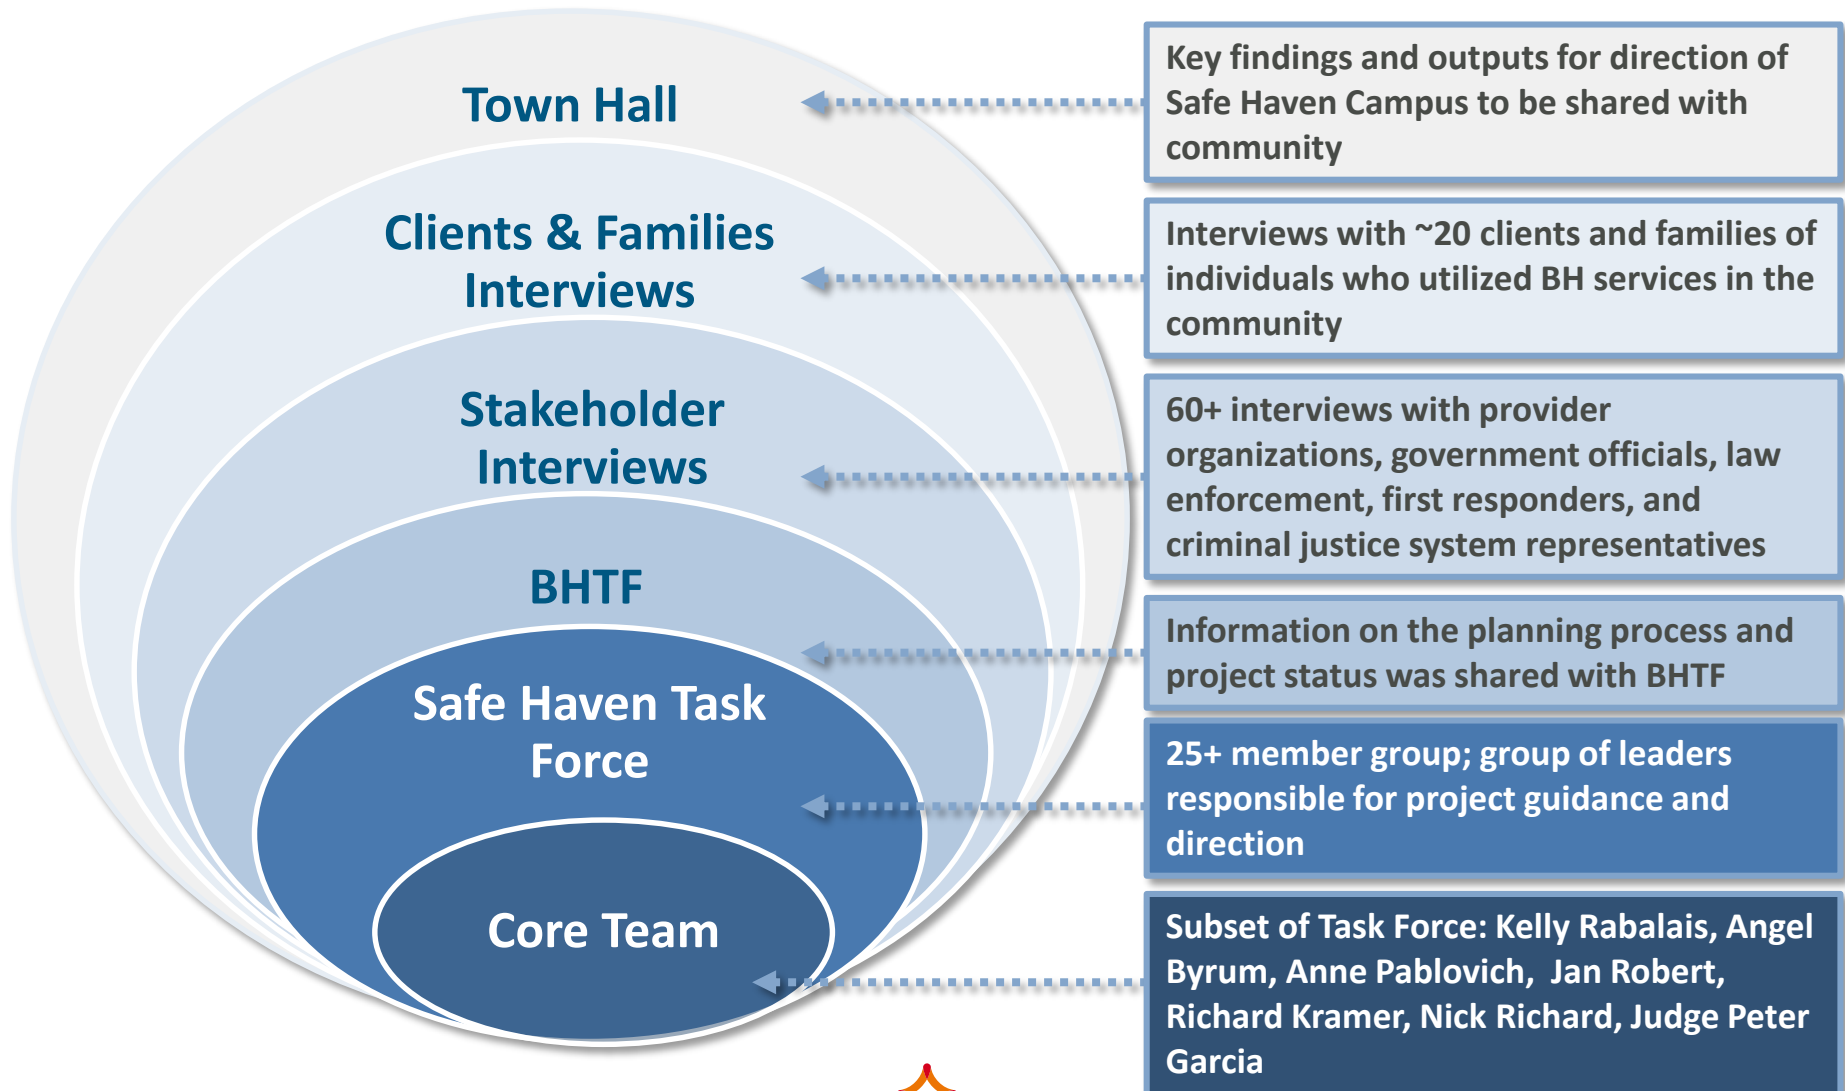 Town Hall
Key findings and outputs for direction of
Safe Haven Campus to be shared with
community
Clients & Families
Interviews
Interviews with ~20 clients and families of
individuals who utilized BH services in the
community
Stakeholder
Interviews
60+ interviews with provider
organizations, government officials, law
enforcement, first responders, and
criminal justice system representatives
BHTF
Information on the planning process and
project status was shared with BHTF
Safe Haven Task
Force
25+ member group; group of leaders
responsible for project guidance and
direction
Core Team
Subset of Task Force: Kelly Rabalais, Angel
Byrum, Anne Pablovich,  Jan Robert,
Richard Kramer, Nick Richard, Judge Peter
Garcia